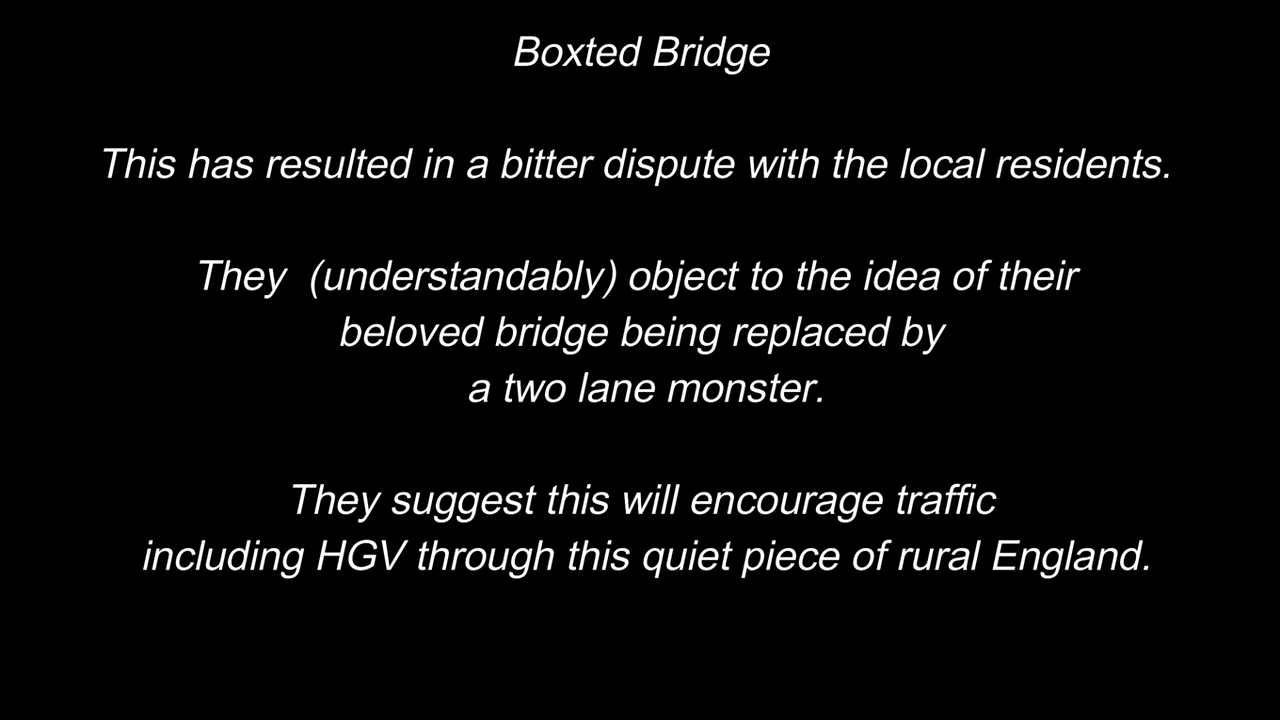 Boxted Bridge
This has resulted in a bitter dispute with the local residents.
They  (understandably) object to the idea of their
beloved bridge being replaced by
a two lane monster.
They suggest this will encourage traffic
including HGV through this quiet piece of rural England.